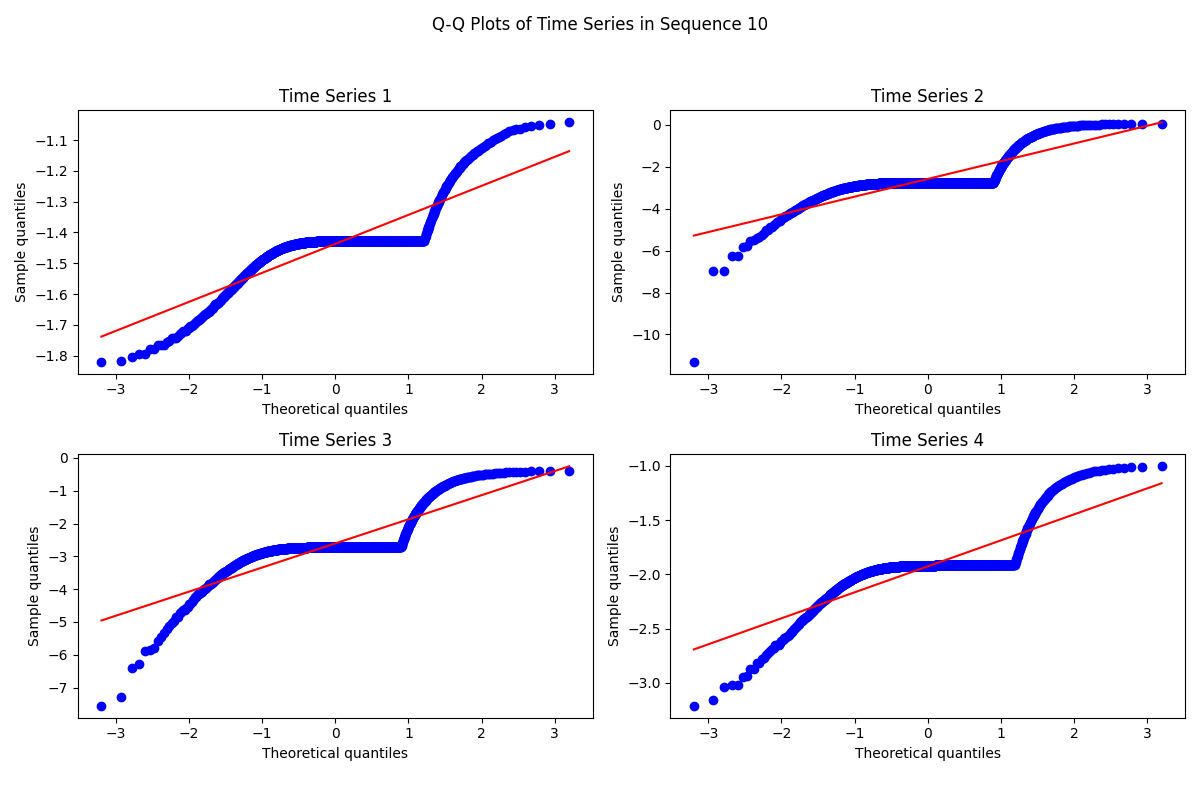 Q-Q Plots of Time Series in Sequence 10
Time Series 1
Sample quantiles
−1.1
−1.2
−1.3
−1.4
−1.5
−1.6
−1.7
−1.8
−3 −2 −1 0 1 2 3
Theoretical quantiles
Time Series 2
Sample quantiles
0
−2
−4
−6
−8
−10
−3 −2 −1 0 1 2 3
Theoretical quantiles
Time Series 3
Sample quantiles
0
−1
−2
−3
−4
−5
−6
−7
−3 −2 −1 0 1 2 3
Theoretical quantiles
Time Series 4
Sample quantiles
−1.0
−1.5
−2.0
−2.5
−3.0
−3 −2 −1 0 1 2 3
Theoretical quantiles